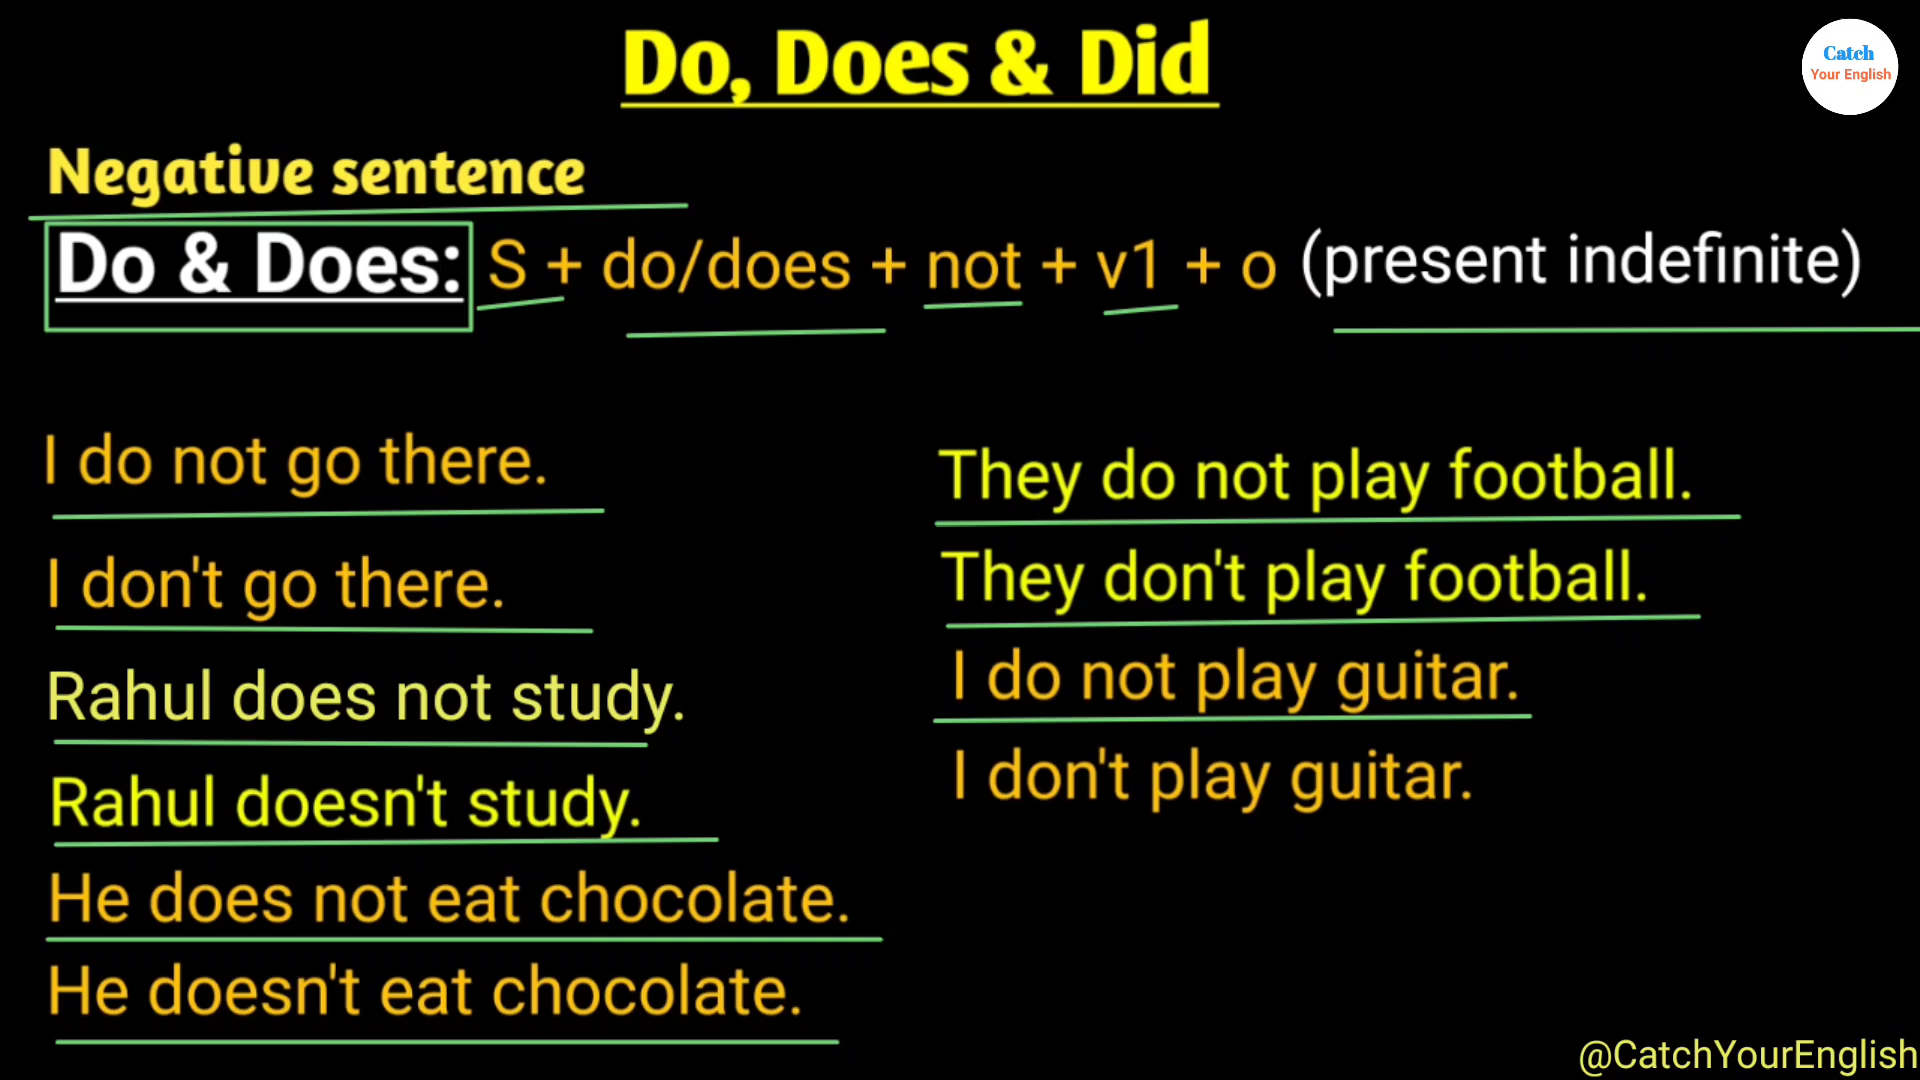 Do, Does & Did
Catch
Your English
Negative sentence
Do & Does: S + do/does + not + v1 + o (present indefinite)
I do not go there.
I don't go there.
Rahul does not study.
Rahul doesn't study.
He does not eat chocolate.
He doesn't eat chocolate.
They do not play football.
They don't play football.
I do not play guitar.
I don't play guitar.
@CatchYourEnglish